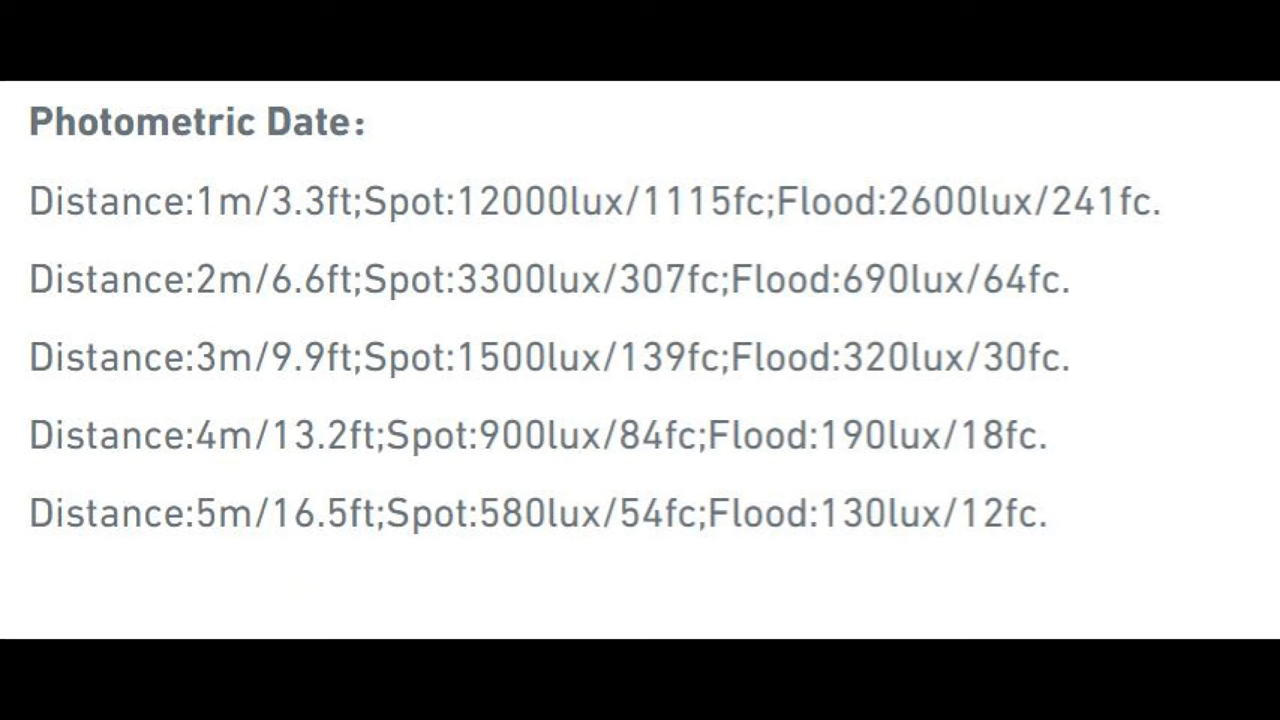 Photometric Date：
Distance:1m/3.3ft;Spot:12000lux/1115fc;Flood:2600lux/241fc.
Distance:2m/6.6ft;Spot:3300lux/307fc;Flood:690lux/64fc.
Distance:3m/9.9ft;Spot:1500lux/139fc;Flood:320lux/30fc.
Distance:4m/13.2ft;Spot:900lux/84fc;Flood:190lux/18fc.
Distance:5m/16.5ft;Spot:580lux/54fc;Flood:130lux/12fc.